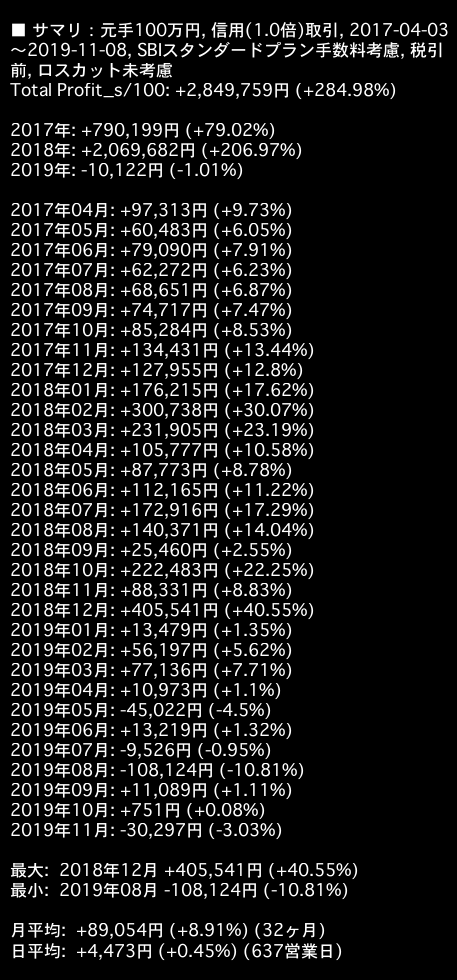 ■ サマリ：元手100万円, 信用(1.0倍)取引, 2017-04-03
～2019-11-08, SBIスタンダードプラン手数料考慮, 税引
前, ロスカット未考慮
Total Profit_s/100: +2,849,759円 (+284.98%)
2017年: +790,199円 (+79.02%)
2018年: +2,069,682円 (+206.97%)
2019年: -10,122円 (-1.01%)
2017年04月: +97,313円 (+9.73%)
2017年05月: +60,483円 (+6.05%)
2017年06月: +79,090円 (+7.91%)
2017年07月: +62,272円 (+6.23%)
2017年08月: +68,651円 (+6.87%)
2017年09月: +74,717円 (+7.47%)
2017年10月: +85,284円 (+8.53%)
2017年11月: +134,431円 (+13.44%)
2017年12月: +127,955円 (+12.8%)
2018年01月: +176,215円 (+17.62%)
2018年02月: +300,738円 (+30.07%)
2018年03月: +231,905円 (+23.19%)
2018年04月: +105,777円 (+10.58%)
2018年05月: +87,773円 (+8.78%)
2018年06月: +112,165円 (+11.22%)
2018年07月: +172,916円 (+17.29%)
2018年08月: +140,371円 (+14.04%)
2018年09月: +25,460円 (+2.55%)
2018年10月: +222,483円 (+22.25%)
2018年11月: +88,331円 (+8.83%)
2018年12月: +405,541円 (+40.55%)
2019年01月: +13,479円 (+1.35%)
2019年02月: +56,197円 (+5.62%)
2019年03月: +77,136円 (+7.71%)
2019年04月: +10,973円 (+1.1%)
2019年05月: -45,022円 (-4.5%)
2019年06月: +13,219円 (+1.32%)
2019年07月: -9,526円 (-0.95%)
2019年08月: -108,124円 (-10.81%)
2019年09月: +11,089円 (+1.11%)
2019年10月: +751円 (+0.08%)
2019年11月: -30,297円 (-3.03%)
最大: 2018年12月 +405,541円 (+40.55%)
最小: 2019年08月 -108,124円 (-10.81%)
月平均: +89,054円 (+8.91%) (32ヶ月)
日平均: +4,473円 (+0.45%) (637営業日)